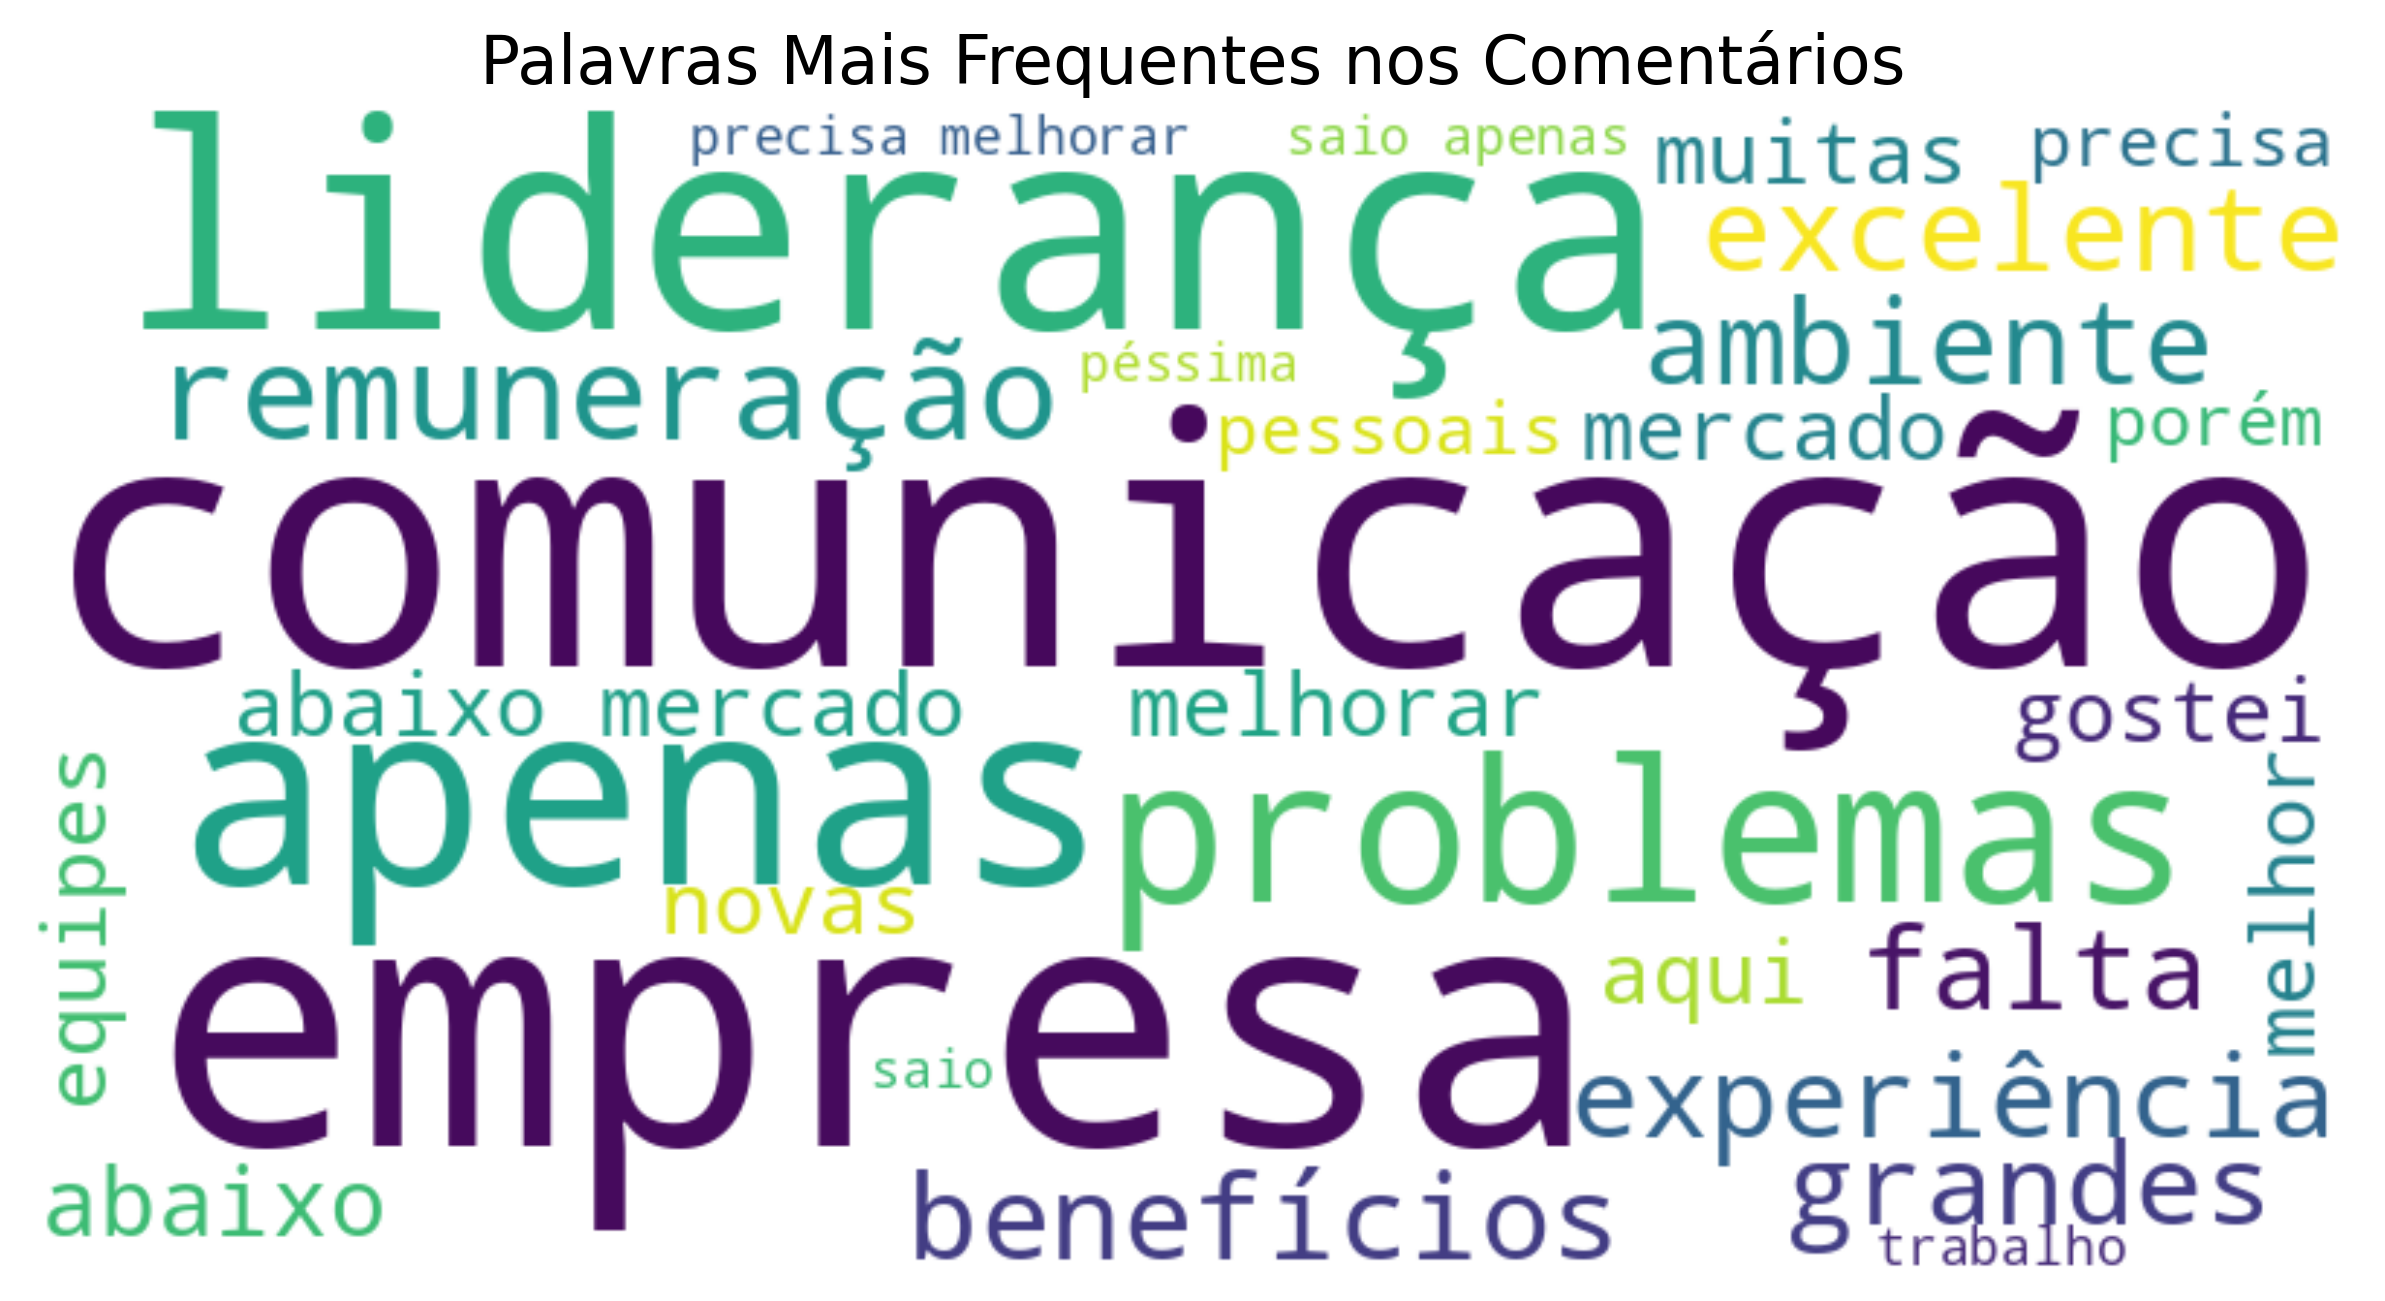 Palavras Mais Frequentes nos Comentários
liderança
precisa melhorar
saio apenas
muitas
precisa
excelente
ambiente
remuneração
péssima
pessoais
mercado
porém
comunicação
abaixo mercado
melhorar
gostei
equipes
apenas
problemas
melhor
novas
empresa
aqui
falta
saio
experiência
abaixo
benefícios
grandes
trabalho